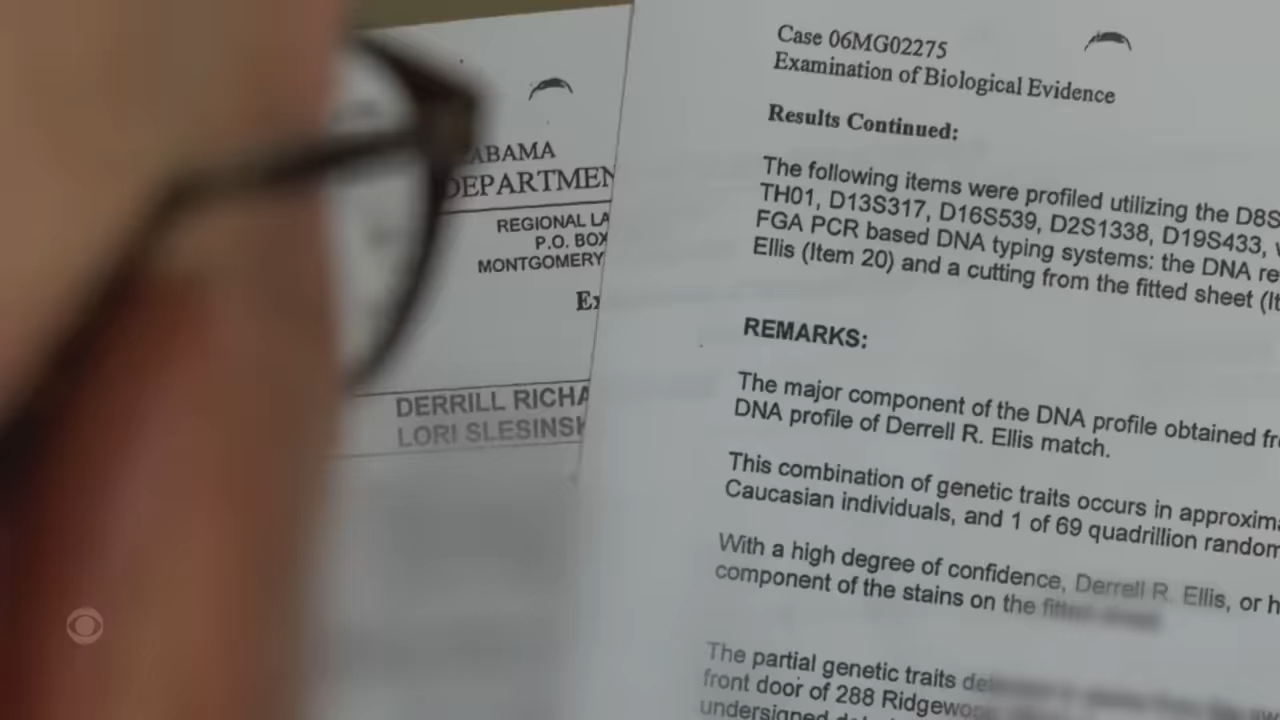 ABAMA
DEPARTMEN
REGIONAL LA
P.O. BOX
MONTGOMERY
Ex
DERRILL RICHA
LORI SLESINSK
Case 06MG02275
Examination of Biological Evidence
Results Continued:
The following items were profiled utilizing the D8S
TH01, D13S317, D16S539, D2S1338, D19S433,
FGA PCR based DNA typing systems: the DNA re
Ellis (Item 20) and a cutting from the fitted sheet (It
REMARKS:
The major component of the DNA profile obtained fr
DNA profile of Derrell R. Ellis match.
This combination of genetic traits occurs in approxima
Caucasian individuals, and 1 of 69 quadrillion random
With a high degree of confidence, Derrell R. Ellis, or h
component of the stains on the fitted sheet.
The partial genetic traits
front door of 288 Ridgewoo
undersigned